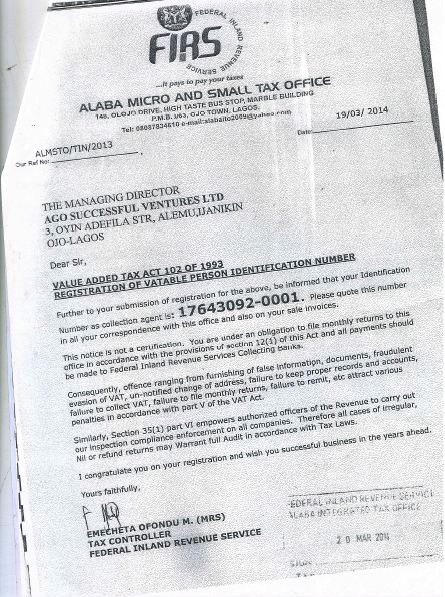 FEDERAL INLAND REVENUE SERVICE
FIRS
...it pays to pay your taxes
ALABA MICRO AND SMALL TAX OFFICE
148, OLOJO DRIVE, HIGH TASTE BUS STOP, MARBLE BUILDING
P.M.B. 1/63, OJO TOWN, LAGOS.
Tel: 08087834610 e-mail:alabaito2009@yahoo.com
ALMSTO/TIN/2013
Our Ref No:
Date: 19/03/ 2014
THE MANAGING DIRECTOR
AGO SUCCESSFUL VENTURES LTD
3, OYIN ADEFILA STR, ALEMU,IJANIKIN
OJO-LAGOS
Dear Sir,
VALUE ADDED TAX ACT 102 OF 1993
REGISTRATION OF VATABLE PERSON IDENTIFICATION NUMBER
Further to your submission of registration for the above, be informed that your Identification
Number as collection agent is: 17643092-0001. Please quote this number
in all your correspondence with this office and also on your sale invoices.
This notice is not a certification. You are under an obligation to file monthly returns to this
office in accordance with the provisions of section 12(1) of this Act and all payments should
be made to Federal Inland Revenue Services Collecting Banks.
Consequently, offence ranging from furnishing of false information, documents, fraudulent
evasion of VAT, un-notified change of address, failure to keep proper records and accounts,
failure to collect VAT, failure to file monthly returns, failure to remit, etc attract various
penalties in accordance with part V of the VAT Act.
Similarly, Section 35(1) part VI empowers authorized officers of the Revenue to carry out
our inspection compliance enforcement on all companies. Therefore all cases of irregular,
Nil or refund returns may Warrant full Audit in accordance with Tax Laws.
I congratulate you on your registration and wish you successful business in the years ahead.
Yours faithfully,
EMECHETA OFONDU M. (MRS)
TAX CONTROLLER
FEDERAL INLAND REVENUE SERVICE
FEDERAL INLAND REVENUE SERVICE
ALABA INTEGRATED TAX OFFICE
20 MAR 2014